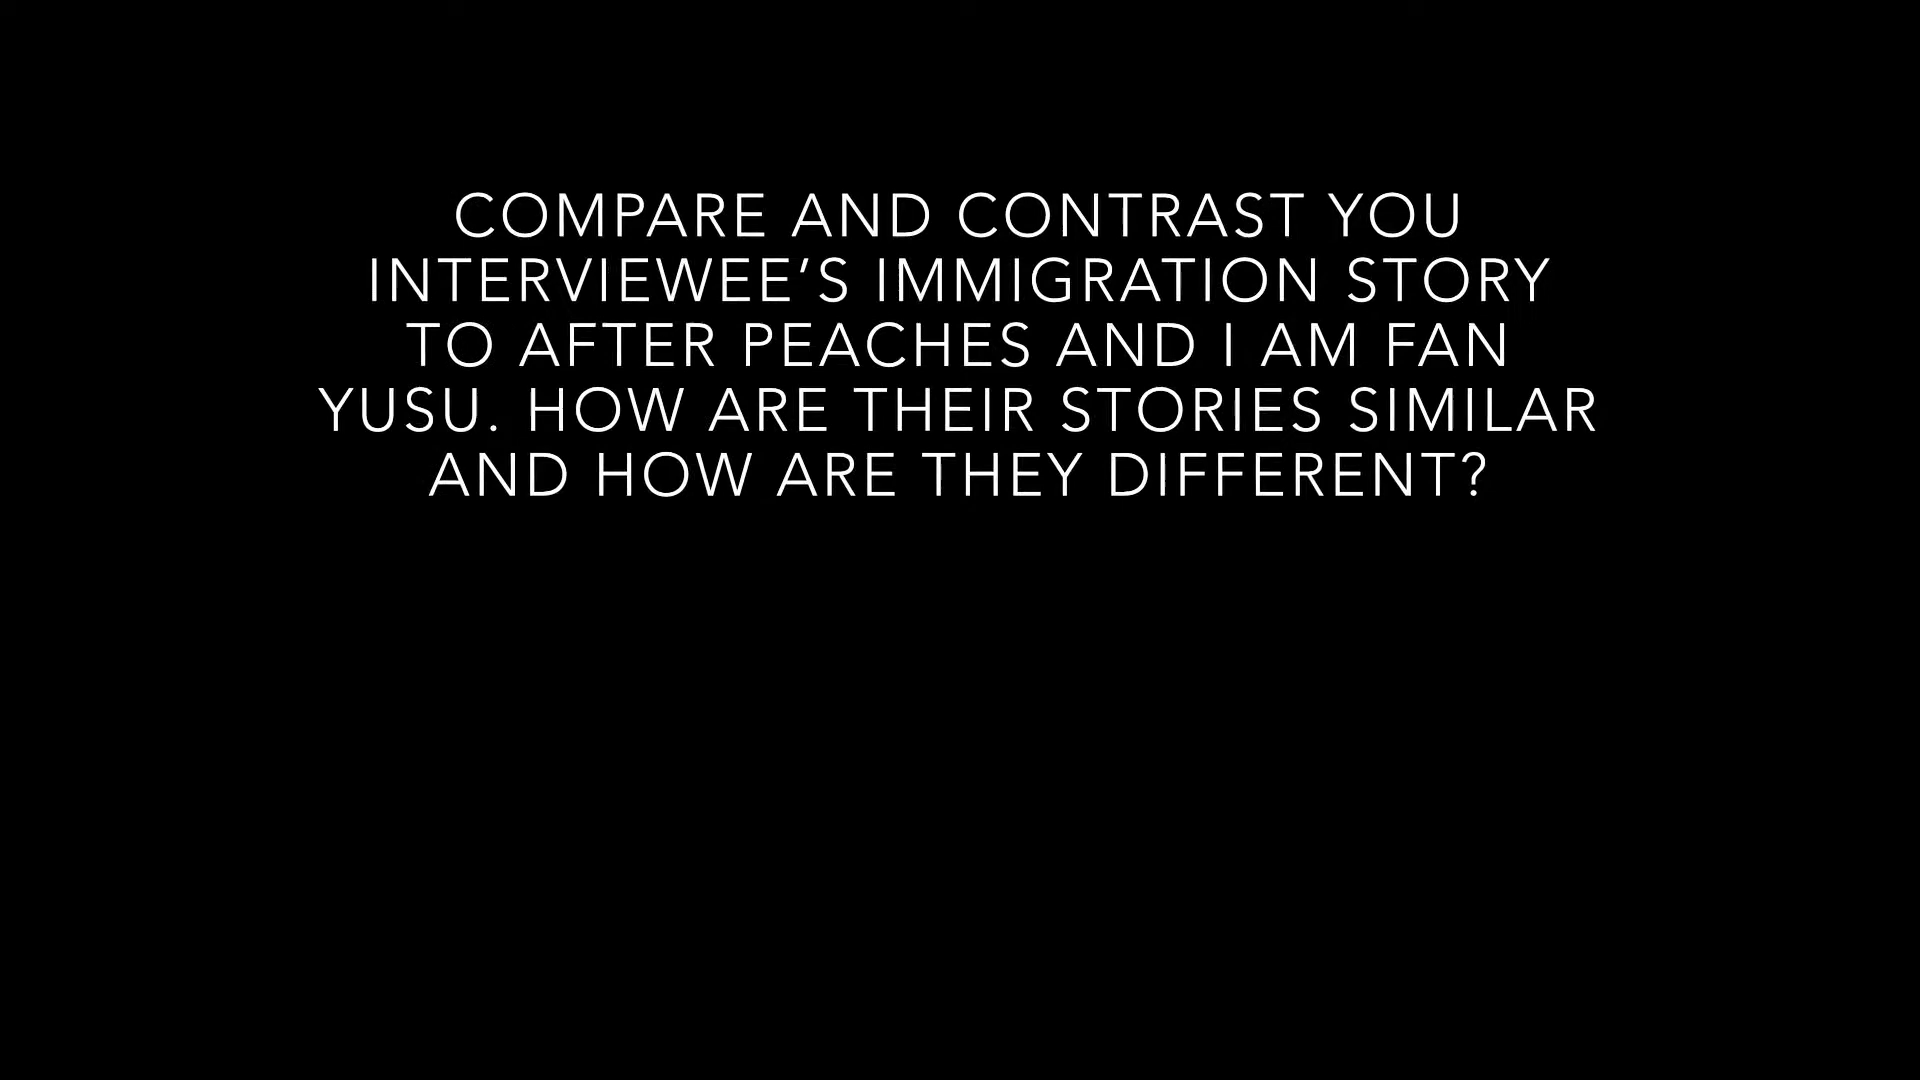 COMPARE AND CONTRAST YOU
INTERVIEWEE’S IMMIGRATION STORY
TO AFTER PEACHES AND I AM FAN
YUSU. HOW ARE THEIR STORIES SIMILAR
AND HOW ARE THEY DIFFERENT?